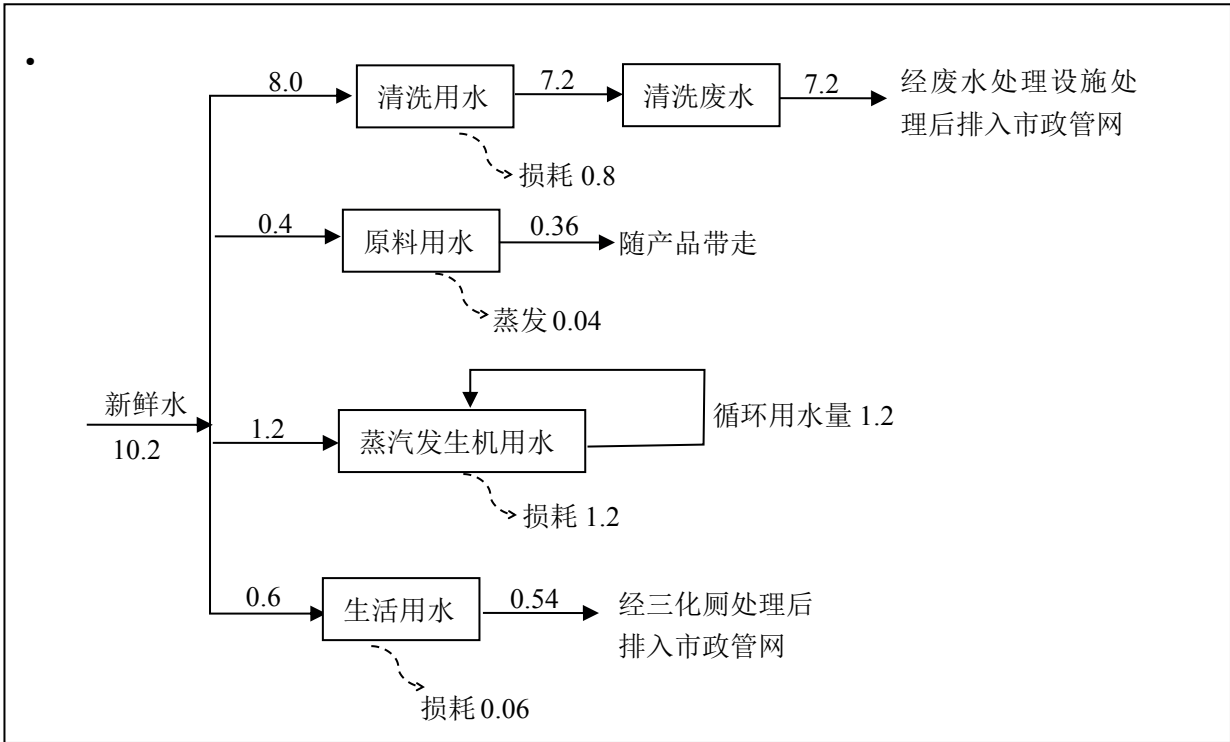 8.0
清洗用水
7.2
清洗废水
7.2
经废水处理设施处
理后排入市政管网
损耗 0.8
0.4
原料用水
0.36
随产品带走
蒸发 0.04
新鲜水
10.2
1.2
蒸汽发生机用水
循环用水量 1.2
损耗 1.2
0.6
生活用水
0.54
经三化厕处理后
排入市政管网
损耗 0.06